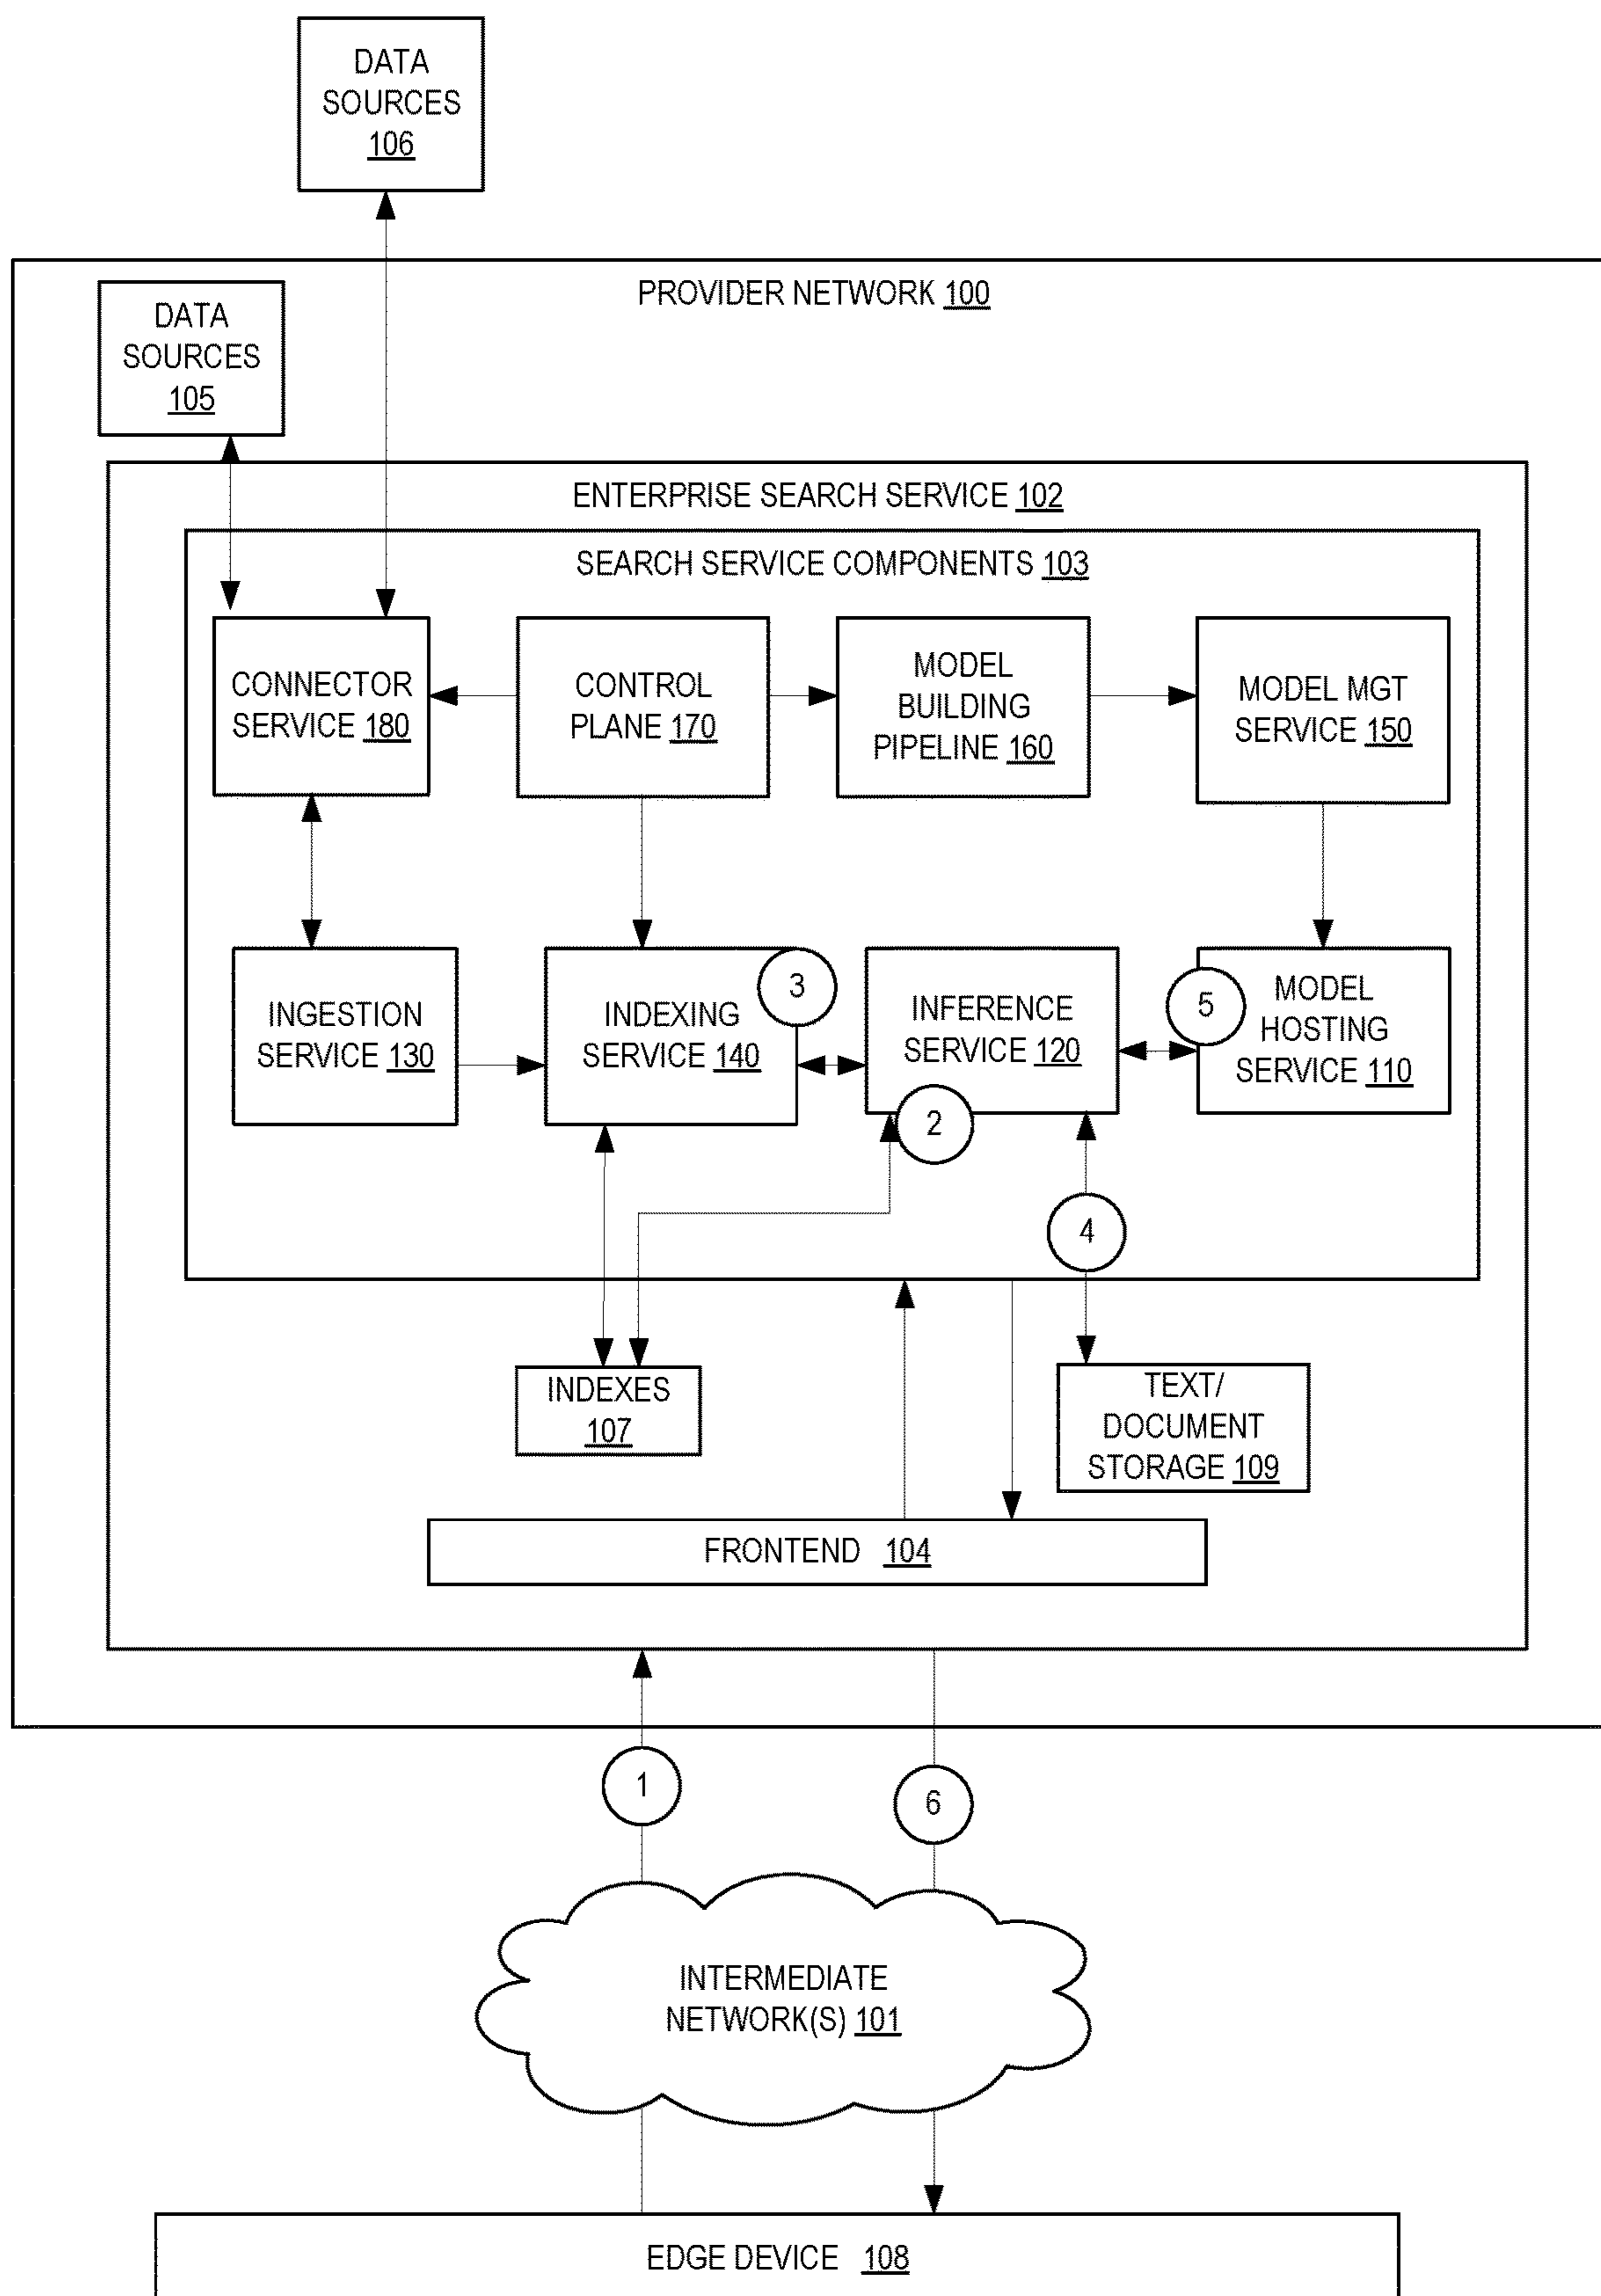 DATA
SOURCES
106
PROVIDER NETWORK 100
DATA
SOURCES
105
ENTERPRISE SEARCH SERVICE 102
SEARCH SERVICE COMPONENTS 103
CONNECTOR
SERVICE 180
CONTROL
PLANE 170
MODEL
BUILDING
PIPELINE 160
MODEL MGT
SERVICE 150
INGESTION
SERVICE 130
INDEXING
SERVICE 140
3
INFERENCE
SERVICE 120
2
5
MODEL
HOSTING
SERVICE 110
4
INDEXES
107
TEXT/
DOCUMENT
STORAGE 109
FRONTEND 104
1
6
INTERMEDIATE
NETWORK(S) 101
EDGE DEVICE 108